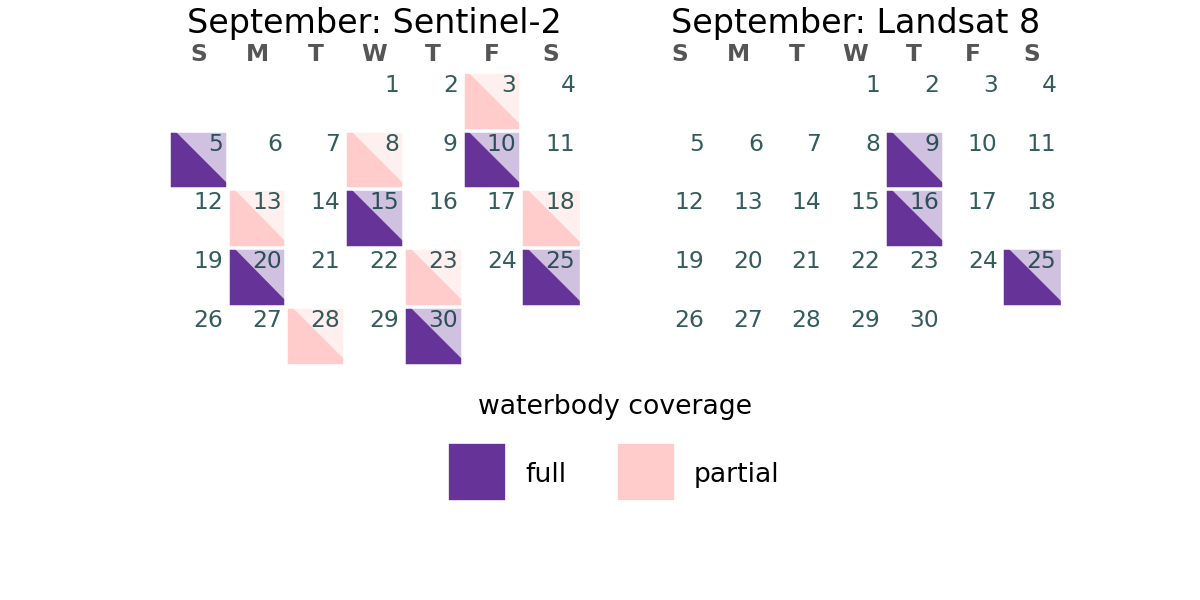 September: Sentinel-2
S M T W T F S
1 2 3 4
5 6 7 8 9 10 11
12 13 14 15 16 17 18
19 20 21 22 23 24 25
26 27 28 29 30
September: Landsat 8
S M T W T F S
1 2 3 4
5 6 7 8 9 10 11
12 13 14 15 16 17 18
19 20 21 22 23 24 25
26 27 28 29 30
waterbody coverage
full partial